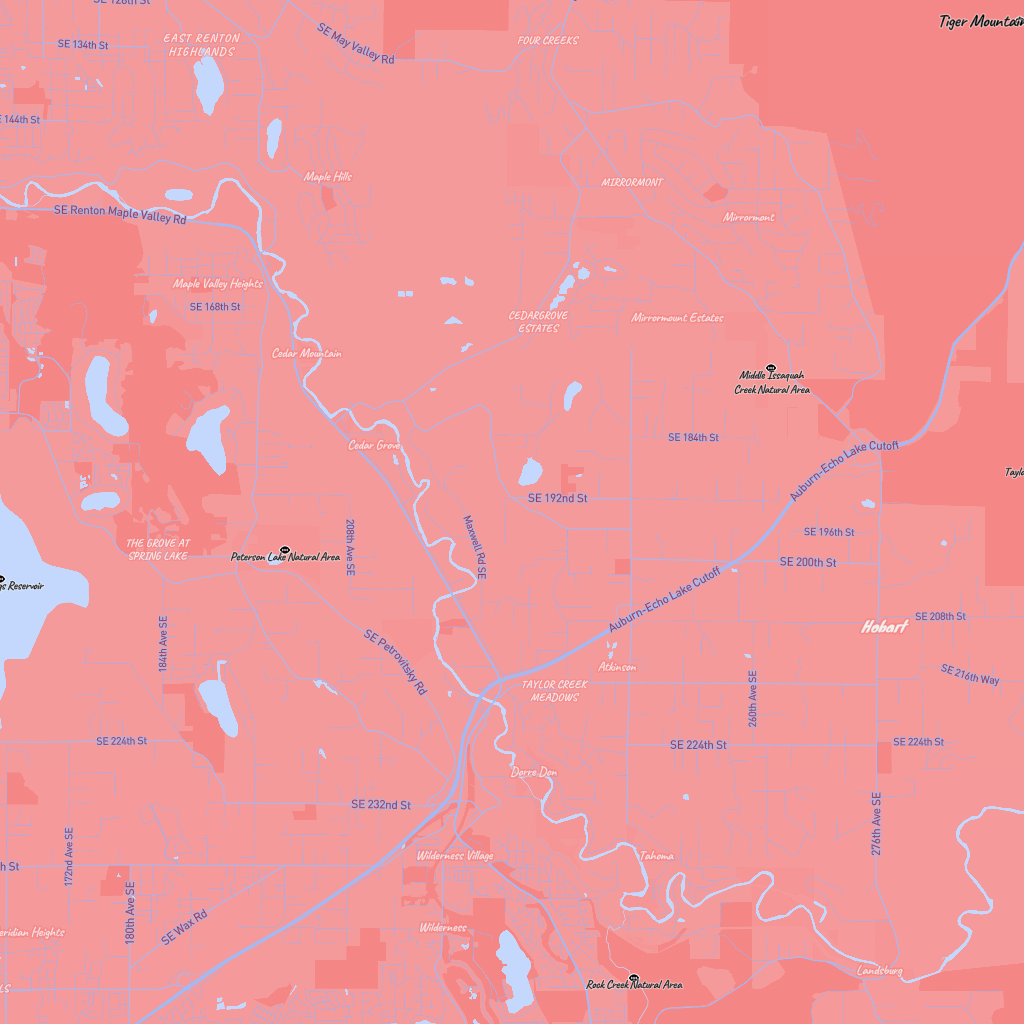 SE 128th St
SE May Valley Rd
Tiger Mountain
EAST RENTON
HIGHLANDS
SE 134th St
FOUR CREEKS
144th St
Maple Hills
MIRRORMONT
Mirrormont
SE Renton Maple Valley Rd
Maple Valley Heights
SE 168th St
CEDARGROVE
ESTATES
Mirrormount Estates
Cedar Mountain
Middle Issaquah
Creek Natural Area
Cedar Grove
SE 184th St
Auburn-Echo Lake Cutoff
SE 192nd St
208th Ave SE
Maxwell Rd SE
SE 196th St
THE GROVE AT
SPRING LAKE
Peterson Lake Natural Area
SE 200th St
Reservoir
Auburn-Echo Lake Cutoff
184th Ave SE
SE Petrovitsky Rd
SE 208th St
Hobart
Atkinson
TAYLOR CREEK
MEADOWS
260th Ave SE
SE 216th Way
SE 224th St
SE 224th St
SE 224th St
Dorre Don
SE 232nd St
276th Ave SE
172nd Ave SE
Wilderness Village
Tahoma
180th Ave SE
SE Wax Rd
Wilderness
Heights
Landsburg
Rock Creek Natural Area